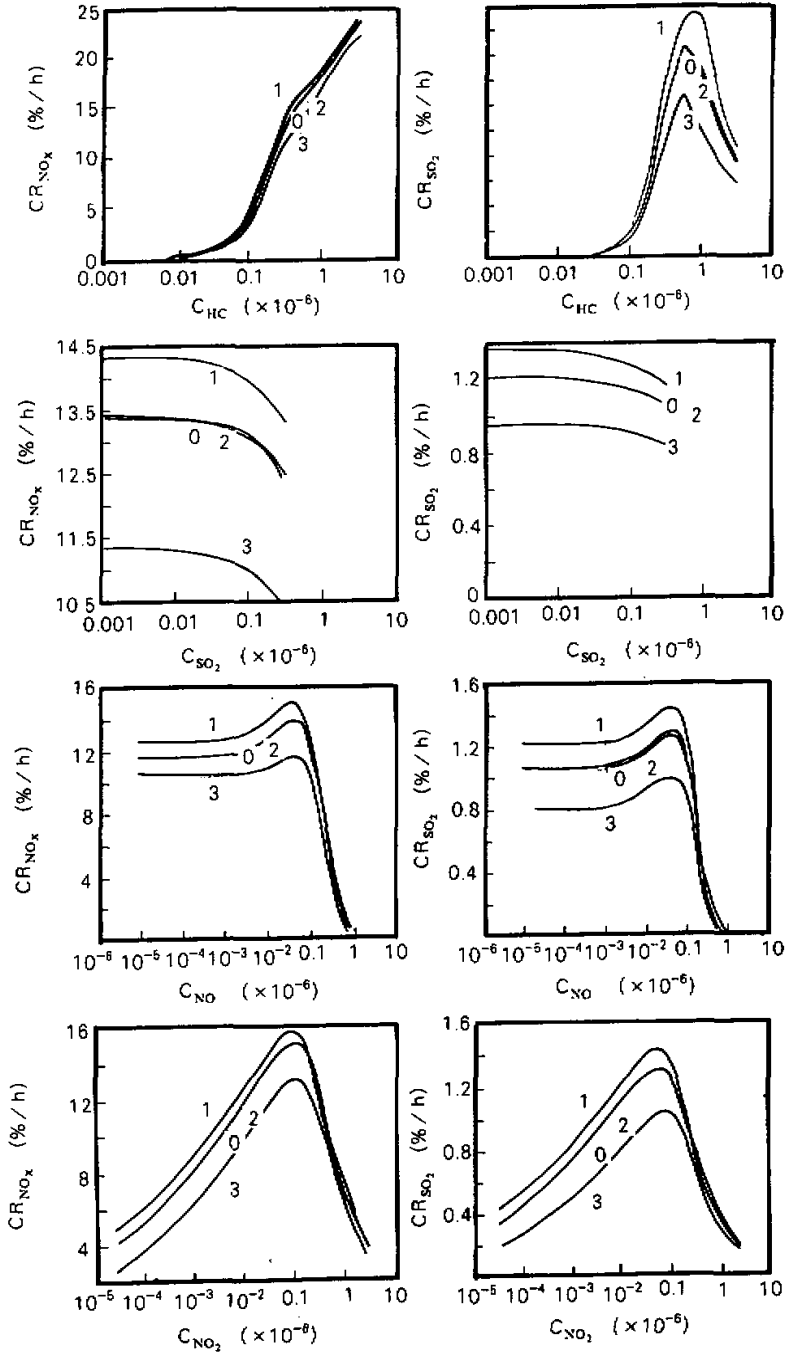 25
20
15
10
5
0
CR_NOx (%/h)
1
0' 2
3
0.001 0.01 0.1 1 10
C_HC (×10⁻⁶)
CR_SO₂ (%/h)
1
0
2
3
0.001 0.01 0.1 1 10
C_HC (×10⁻⁶)
14.5
13.5
12.5
11.5
10 5
CR_NOx (%/h)
1
0 2
3
0.001 0.01 0.1 1 10
C_SO₂ (×10⁻⁶)
1.2
0.8
0.4
0
CR_SO₂ (%/h)
1
0 2
3
0.001 0.01 0.1 1 10
C_SO₂ (×10⁻⁶)
16
12
8
4
CR_NOx (%/h)
1
0 2
3
10⁻⁶ 10⁻⁵ 10⁻⁴ 10⁻³ 10⁻² 0.1 1 10
C_NO (×10⁻⁶)
1.6
1.2
0.8
0.4
CR_SO₂ (%/h)
1
0 2
3
10⁻⁶ 10⁻⁵ 10⁻⁴ 10⁻³ 10⁻² 0.1 1 10
C_NO (×10⁻⁶)
16
12
8
4
CR_NOx (%/h)
1
0 2
3
10⁻⁵ 10⁻⁴ 10⁻³ 10⁻² 0.1 1 10
C_NO₂ (×10⁻⁶)
1.6
1.2
0.8
0.4
CR_SO₂ (%/h)
1
0 2
3
10⁻⁵ 10⁻⁴ 10⁻³ 10⁻² 0.1 1 10
C_NO₂ (×10⁻⁶)